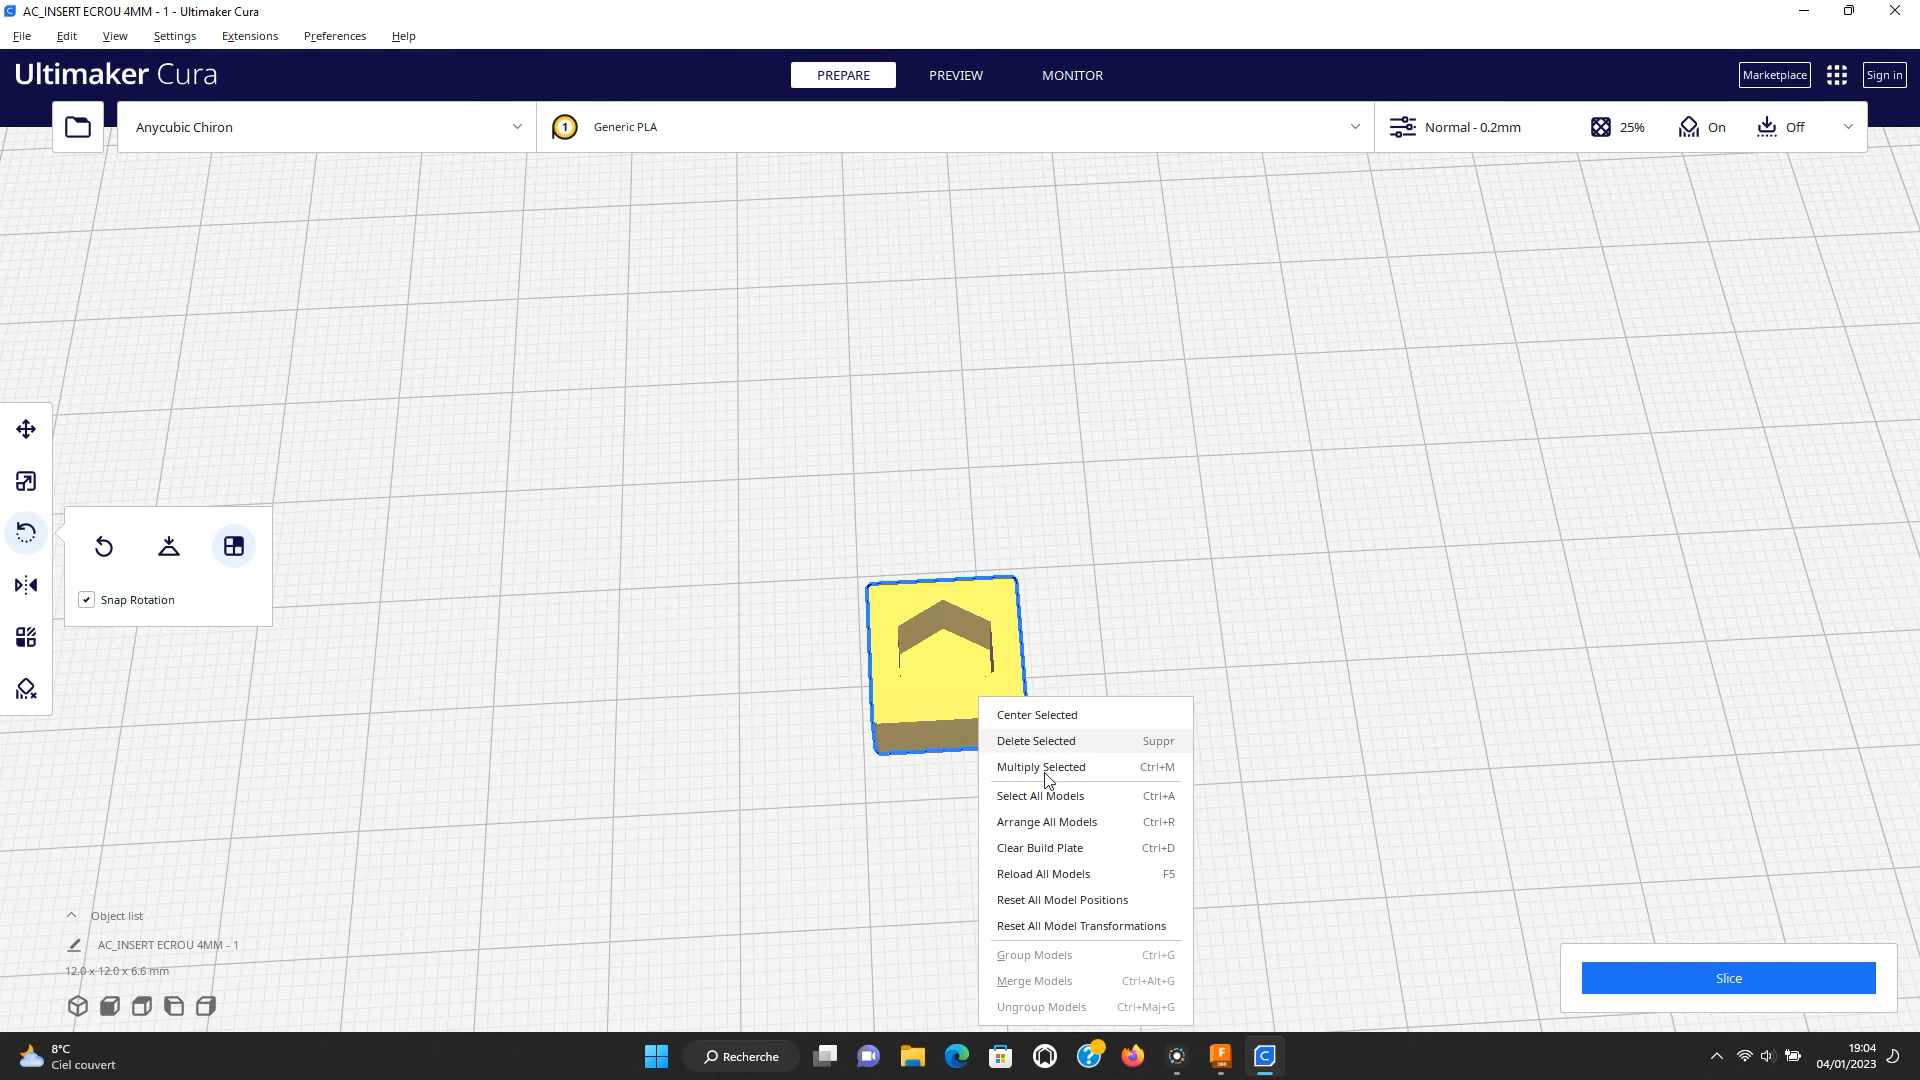 AC_INSERT ECROU 4MM - 1 - Ultimaker Cura
File Edit View Settings Extensions Preferences Help
Ultimaker Cura
PREPARE PREVIEW MONITOR
Marketplace Sign in
Anycubic Chiron
1 Generic PLA
Normal - 0.2mm 25% On Off
Snap Rotation
Center Selected
Delete Selected Suppr
Multiply Selected Ctrl+M
Select All Models Ctrl+A
Arrange All Models Ctrl+R
Clear Build Plate Ctrl+D
Reload All Models F5
Reset All Model Positions
Reset All Model Transformations
Group Models Ctrl+G
Merge Models Ctrl+Alt+G
Ungroup Models Ctrl+Maj+G
Object list
AC_INSERT ECROU 4MM - 1
12.0 x 12.0 x 6.6 mm
Slice
8°C
Ciel couvert
Recherche
19:04
04/01/2023